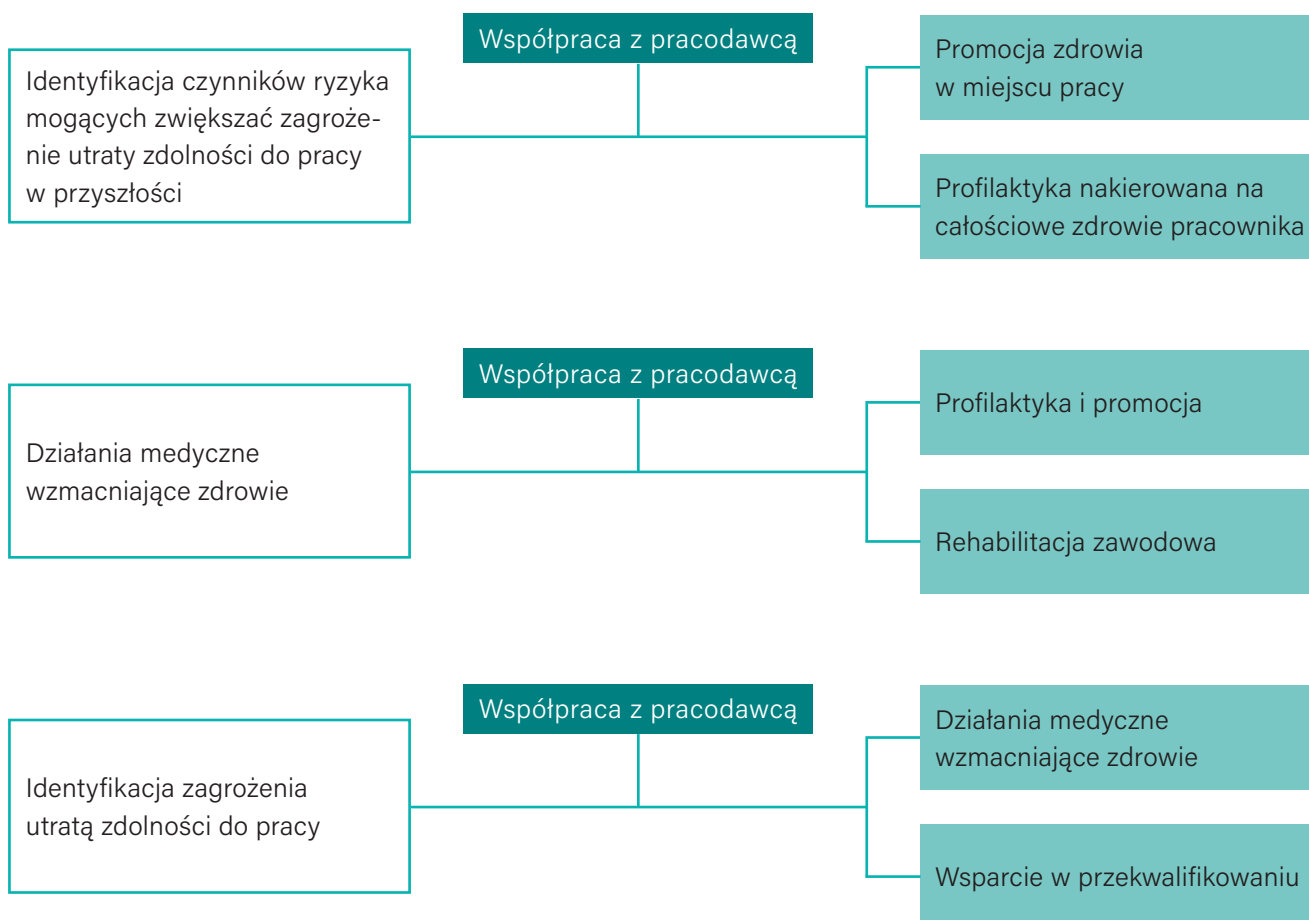 Współpraca z pracodawcą
Identyfikacja czynników ryzyka
mogących zwiększać zagroże-
nie utraty zdolności do pracy
w przyszłości
Promocja zdrowia
w miejscu pracy
Profilaktyka nakierowana na
całościowe zdrowie pracownika
Współpraca z pracodawcą
Działania medyczne
wzmacniające zdrowie
Profilaktyka i promocja
Rehabilitacja zawodowa
Współpraca z pracodawcą
Identyfikacja zagrożenia
utratą zdolności do pracy
Działania medyczne
wzmacniające zdrowie
Wsparcie w przekwalifikowaniu